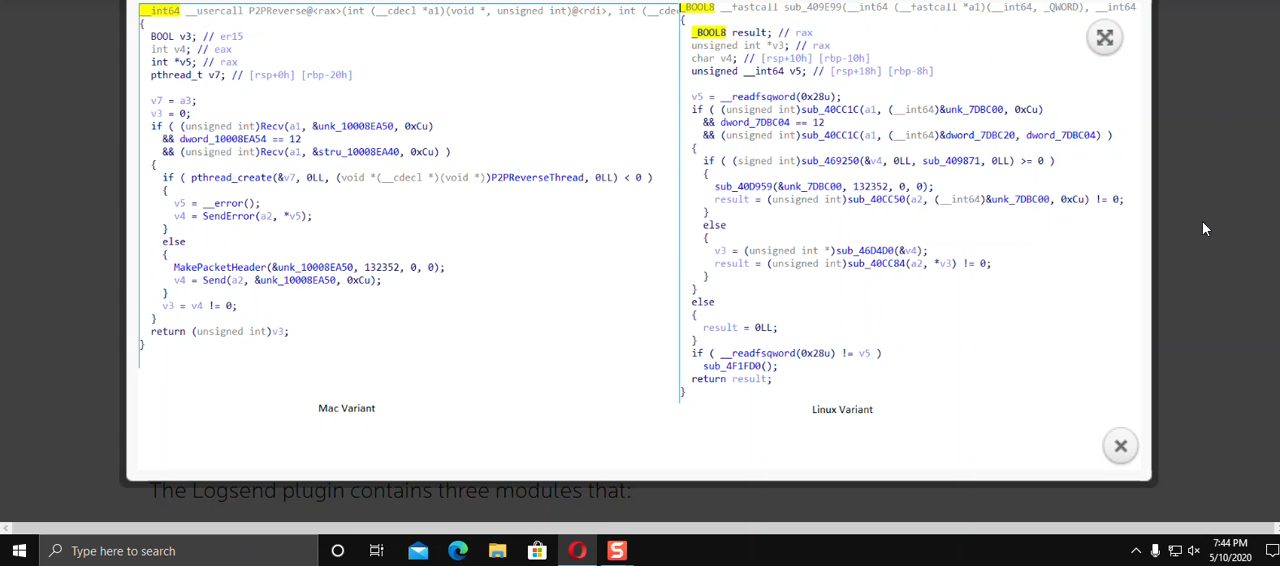 __int64 __usercall P2PReverse@<rax>(int (__cdecl *a1)(void *, unsigned int)@<rdi>, int (__cde
{
BOOL v3; // er15
int v4; // eax
int *v5; // rax
pthread_t v7; // [rsp+0h] [rbp-20h]
v7 = a3;
v3 = 0;
if ( (unsigned int)Recv(a1, &unk_10008EA50, 0xCu)
&& dword_10008EA54 == 12
&& (unsigned int)Recv(a1, &stru_10008EA40, 0xCu) )
{
if ( pthread_create(&v7, 0LL, (void *(__cdecl *)(void *))P2PReverseThread, 0LL) < 0 )
{
v5 = __error();
v4 = SendError(a2, *v5);
}
else
{
MakePacketHeader(&unk_10008EA50, 132352, 0, 0);
v4 = Send(a2, &unk_10008EA50, 0xCu);
}
v3 = v4 != 0;
}
return (unsigned int)v3;
}
Mac Variant
_BOOL8 __fastcall sub_409E99(__int64 (__fastcall *a1)(__int64, _QWORD), __int64
{
_BOOL8 result; // rax
unsigned int *v3; // rax
char v4; // [rsp+10h] [rbp-10h]
unsigned __int64 v5; // [rsp+18h] [rbp-8h]
v5 = __readfsqword(0x28u);
if ( (unsigned int)sub_40CC1C(a1, (__int64)&unk_7DBC00, 0xCu)
&& dword_7DBC04 == 12
&& (unsigned int)sub_40CC1C(a1, (__int64)&dword_7DBC20, dword_7DBC04) )
{
if ( (signed int)sub_469250(&v4, 0LL, sub_409871, 0LL) >= 0 )
{
sub_40D959(&unk_7DBC00, 132352, 0, 0);
result = (unsigned int)sub_40CC50(a2, (__int64)&unk_7DBC00, 0xCu) != 0;
}
else
{
v3 = (unsigned int *)sub_46D4D0(&v4);
result = (unsigned int)sub_40CC84(a2, *v3) != 0;
}
}
else
{
result = 0LL;
}
if ( __readfsqword(0x28u) != v5 )
sub_4F1FD0();
return result;
}
Linux Variant
The Logsend plugin contains three modules that:
Type here to search
7:44 PM
5/10/2020